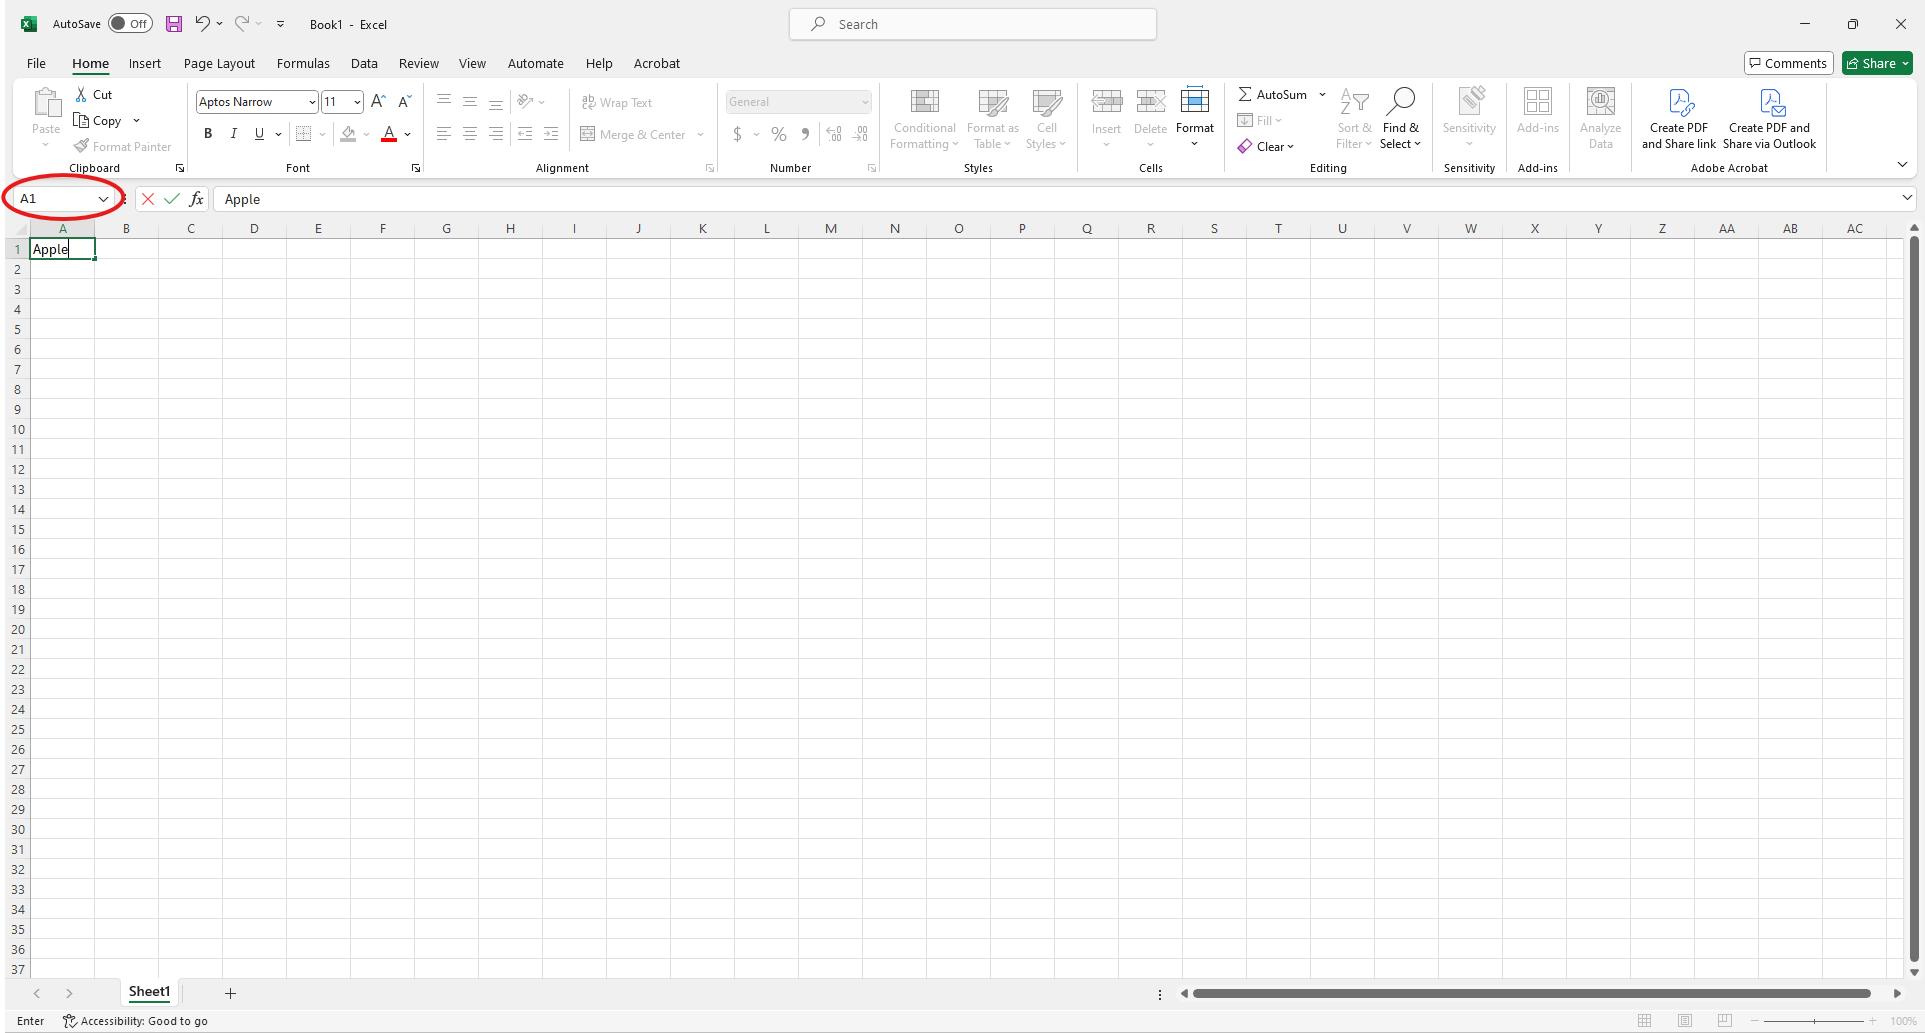 AutoSave Off Book1 - Excel Search
File Home Insert Page Layout Formulas Data Review View Automate Help Acrobat Comments Share
Paste Cut Copy Format Painter Clipboard
Aptos Narrow 11 A A B I U A Font
ab Wrap Text Merge & Center Alignment
General $ % , .00 .00 Number
Conditional Formatting Format as Table Cell Styles Styles
Insert Delete Format Cells
AutoSum Fill Clear Sort & Filter Find & Select Editing
Sensitivity Sensitivity
Add-ins Add-ins
Analyze Data
Create PDF and Share link Create PDF and Share via Outlook Adobe Acrobat
A1 fx Apple
A B C D E F G H I J K L M N O P Q R S T U V W X Y Z AA AB AC
1 Apple
2
3
4
5
6
7
8
9
10
11
12
13
14
15
16
17
18
19
20
21
22
23
24
25
26
27
28
29
30
31
32
33
34
35
36
37
Sheet1
Enter Accessibility: Good to go 100%